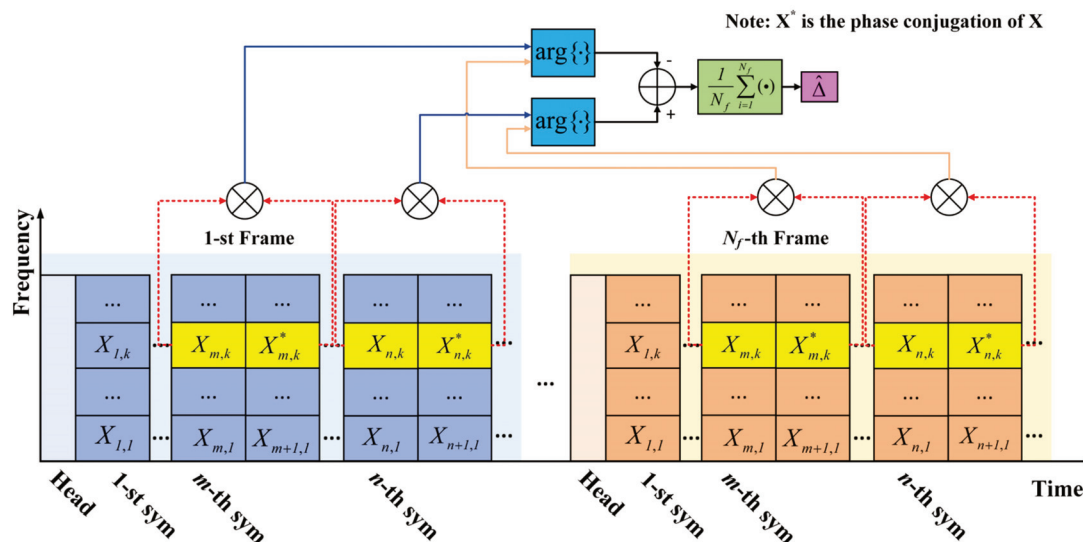 Note: X* is the phase conjugation of X
arg{·}
-
1/N_f ∑_{i=1}^{N_f} (•)
Δ̂
arg{·}
+
Frequency
1-st Frame
N_f-th Frame
... ... ... ... ...
... ... ... ... ...
X_{1,k} ... X_{m,k} X*_{m,k} ... X_{n,k} X*_{n,k} ...
X_{1,k} ... X_{m,k} X*_{m,k} ... X_{n,k} X*_{n,k} ...
... ... ... ... ...
...
... ... ... ... ...
X_{1,1} ... X_{m,1} X_{m+1,1} ... X_{n,1} X_{n+1,1} ...
X_{1,1} ... X_{m,1} X_{m+1,1} ... X_{n,1} X_{n+1,1} ...
Head
1-st sym
m-th sym
n-th sym
Head
1-st sym
m-th sym
n-th sym
Time